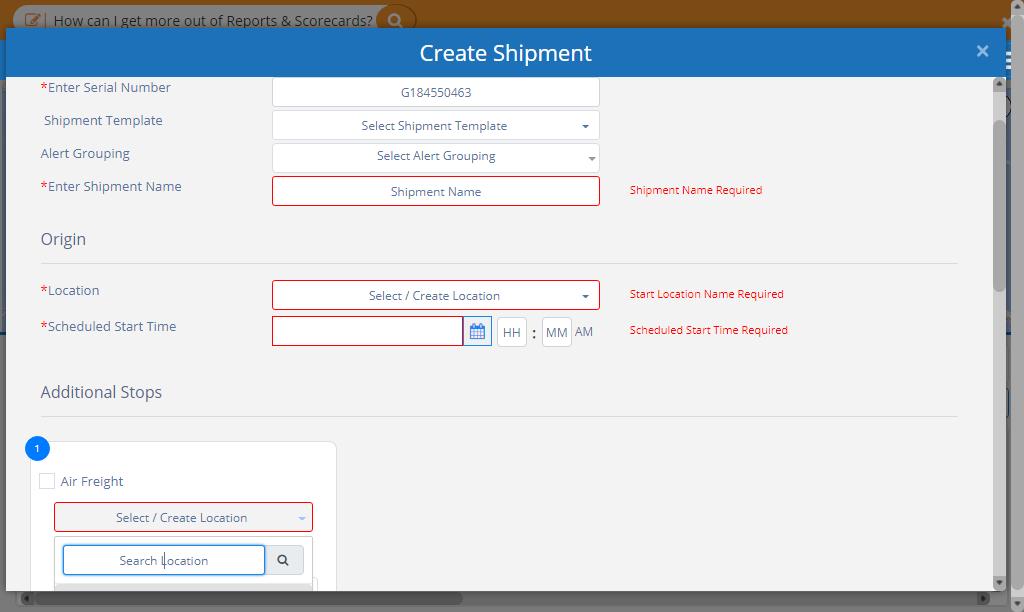 How can I get more out of Reports & Scorecards?
Create Shipment ×
*Enter Serial Number G184550463
Shipment Template Select Shipment Template
Alert Grouping Select Alert Grouping
*Enter Shipment Name Shipment Name Shipment Name Required
Origin
*Location Select / Create Location Start Location Name Required
*Scheduled Start Time HH : MM AM Scheduled Start Time Required
Additional Stops
1
Air Freight
Select / Create Location
Search Location